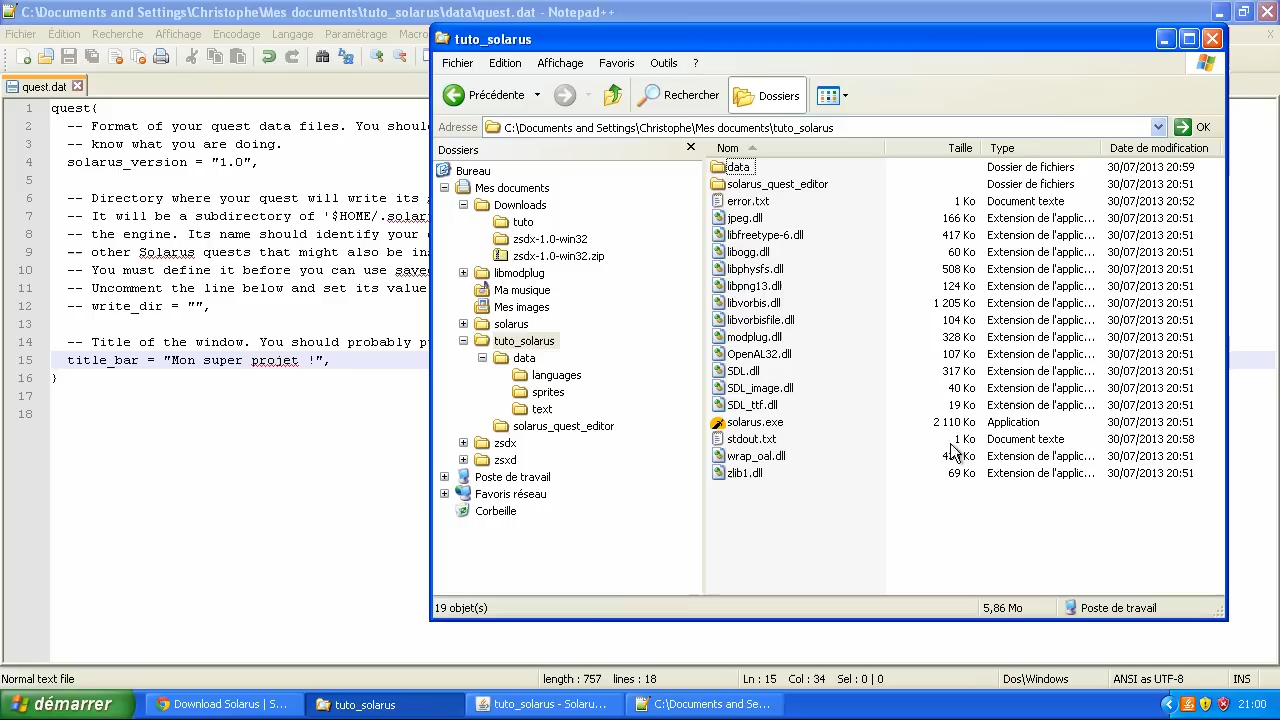 C:\Documents and Settings\Christophe\Mes documents\tuto_solarus\data\quest.dat - Notepad++
Fichier Édition Recherche Affichage Encodage Langage Paramétrage Macro
quest.dat
1 quest{
2 -- Format of your quest data files. You shoul
3 -- know what you are doing.
4 solarus_version = "1.0",
5
6 -- Directory where your quest will write its
7 -- It will be a subdirectory of '$HOME/.solar
8 -- the engine. Its name should identify your
9 -- other Solarus quests that might also be in
10 -- You must define it before you can use save
11 -- Uncomment the line below and set its value
12 -- write_dir = "",
13
14 -- Title of the window. You should probably p
15 title_bar = "Mon super projet !",
16 }
17
18
tuto_solarus
Fichier Edition Affichage Favoris Outils ?
Précédente Rechercher Dossiers
Adresse C:\Documents and Settings\Christophe\Mes documents\tuto_solarus OK
Dossiers
Bureau
Mes documents
Downloads
tuto
zsdx-1.0-win32
zsdx-1.0-win32.zip
libmodplug
Ma musique
Mes images
solarus
tuto_solarus
data
languages
sprites
text
solarus_quest_editor
zsdx
zsxd
Poste de travail
Favoris réseau
Corbeille
Nom Taille Type Date de modification
data Dossier de fichiers 30/07/2013 20:59
solarus_quest_editor Dossier de fichiers 30/07/2013 20:51
error.txt 1 Ko Document texte 30/07/2013 20:52
jpeg.dll 166 Ko Extension de l'applic... 30/07/2013 20:51
libfreetype-6.dll 417 Ko Extension de l'applic... 30/07/2013 20:51
libogg.dll 60 Ko Extension de l'applic... 30/07/2013 20:51
libphysfs.dll 508 Ko Extension de l'applic... 30/07/2013 20:51
libpng13.dll 124 Ko Extension de l'applic... 30/07/2013 20:51
libvorbis.dll 1 205 Ko Extension de l'applic... 30/07/2013 20:51
libvorbisfile.dll 104 Ko Extension de l'applic... 30/07/2013 20:51
modplug.dll 328 Ko Extension de l'applic... 30/07/2013 20:51
OpenAL32.dll 107 Ko Extension de l'applic... 30/07/2013 20:51
SDL.dll 317 Ko Extension de l'applic... 30/07/2013 20:51
SDL_image.dll 40 Ko Extension de l'applic... 30/07/2013 20:51
SDL_ttf.dll 19 Ko Extension de l'applic... 30/07/2013 20:51
solarus.exe 2 110 Ko Application 30/07/2013 20:51
stdout.txt 1 Ko Document texte 30/07/2013 20:58
wrap_oal.dll Ko Extension de l'applic... 30/07/2013 20:51
zlib1.dll 69 Ko Extension de l'applic... 30/07/2013 20:51
19 objet(s) 5,86 Mo Poste de travail
Normal text file length : 757 lines : 18 Ln : 15 Col : 34 Sel : 0 | 0 Dos\Windows ANSI as UTF-8 INS
démarrer Download Solarus | S... tuto_solarus tuto_solarus - Solaru... C:\Documents and Se... 21:00